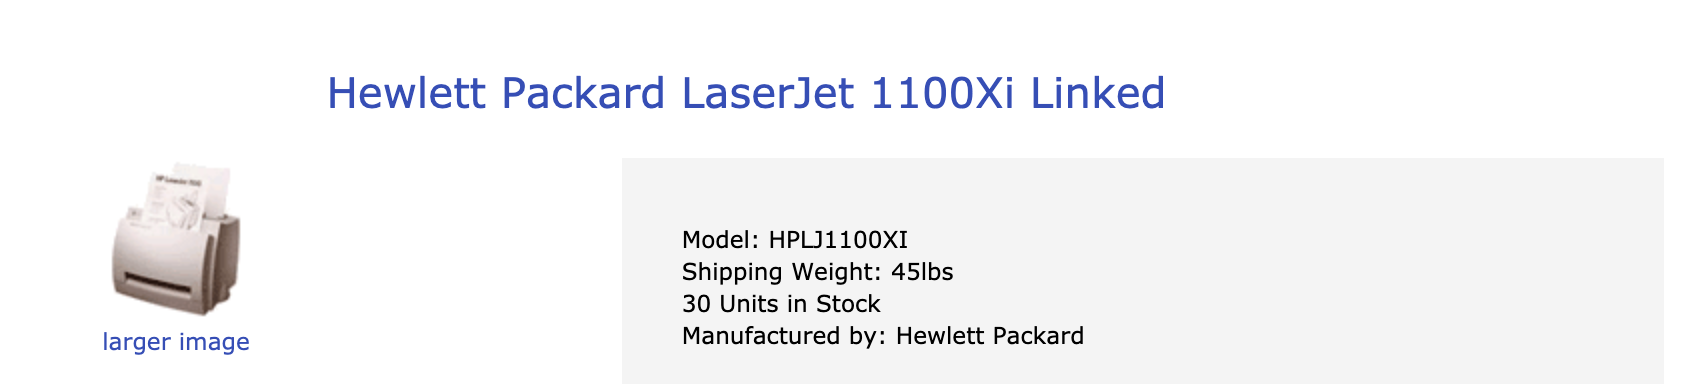 Hewlett Packard LaserJet 1100Xi Linked
larger image
Model: HPLJ1100XI
Shipping Weight: 45lbs
30 Units in Stock
Manufactured by: Hewlett Packard